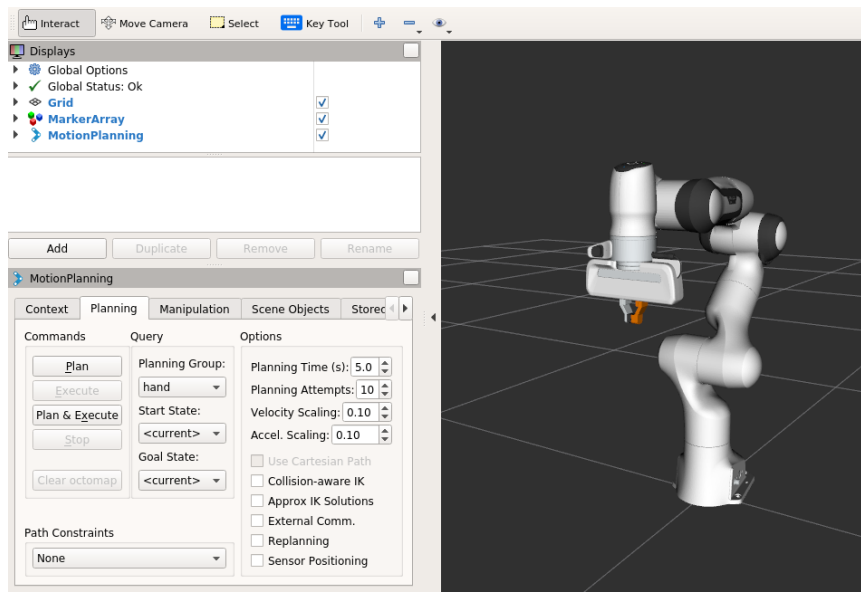 Interact Move Camera Select Key Tool
Displays
Global Options
Global Status: Ok
Grid
MarkerArray
MotionPlanning
Add Duplicate Remove Rename
MotionPlanning
Context Planning Manipulation Scene Objects Stored
Commands Query Options
Plan
Execute
Plan & Execute
Stop
Clear octomap
Planning Group:
hand
Start State:
<current>
Goal State:
<current>
Planning Time (s): 5.0
Planning Attempts: 10
Velocity Scaling: 0.10
Accel. Scaling: 0.10
Use Cartesian Path
Collision-aware IK
Approx IK Solutions
External Comm.
Replanning
Sensor Positioning
Path Constraints
None